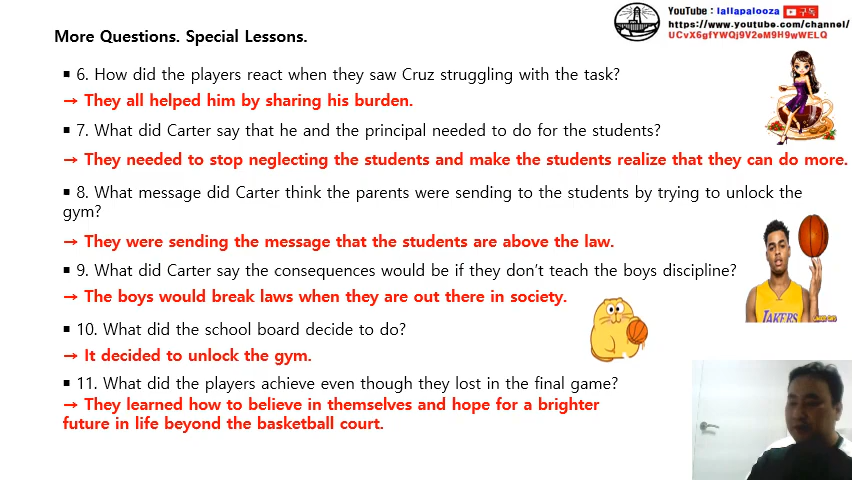 YouTube : lallapalooza 구독
https://www.youtube.com/channel/
UCvX6gfYWQj9V2eM9H9wWELQ
More Questions. Special Lessons.
■ 6. How did the players react when they saw Cruz struggling with the task?
→ They all helped him by sharing his burden.
■ 7. What did Carter say that he and the principal needed to do for the students?
→ They needed to stop neglecting the students and make the students realize that they can do more.
■ 8. What message did Carter think the parents were sending to the students by trying to unlock the
gym?
→ They were sending the message that the students are above the law.
■ 9. What did Carter say the consequences would be if they don't teach the boys discipline?
→ The boys would break laws when they are out there in society.
■ 10. What did the school board decide to do?
→ It decided to unlock the gym.
■ 11. What did the players achieve even though they lost in the final game?
→ They learned how to believe in themselves and hope for a brighter
future in life beyond the basketball court.
LAKERS